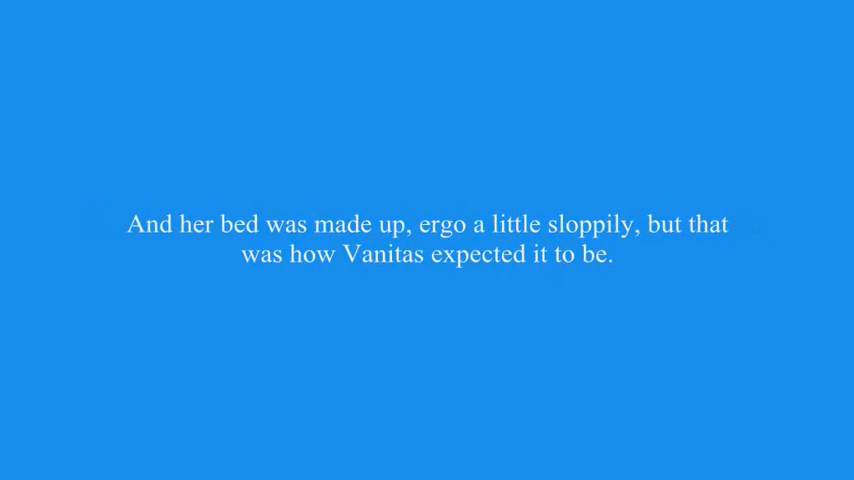 And her bed was made up, ergo a little sloppily, but that
was how Vanitas expected it to be.